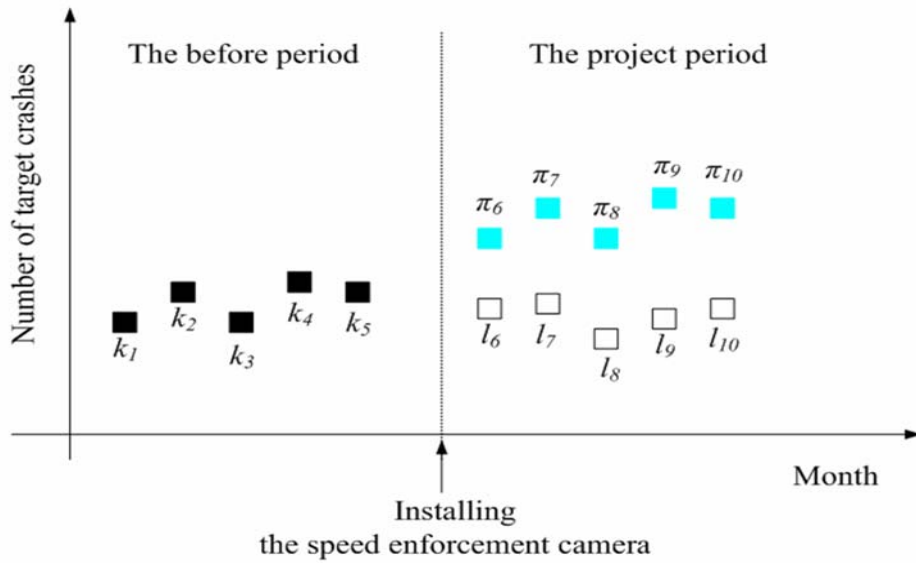 The before period
The project period
Number of target crashes
π6
π7
π8
π9
π10
k1
k2
k3
k4
k5
l6
l7
l8
l9
l10
Month
Installing
the speed enforcement camera